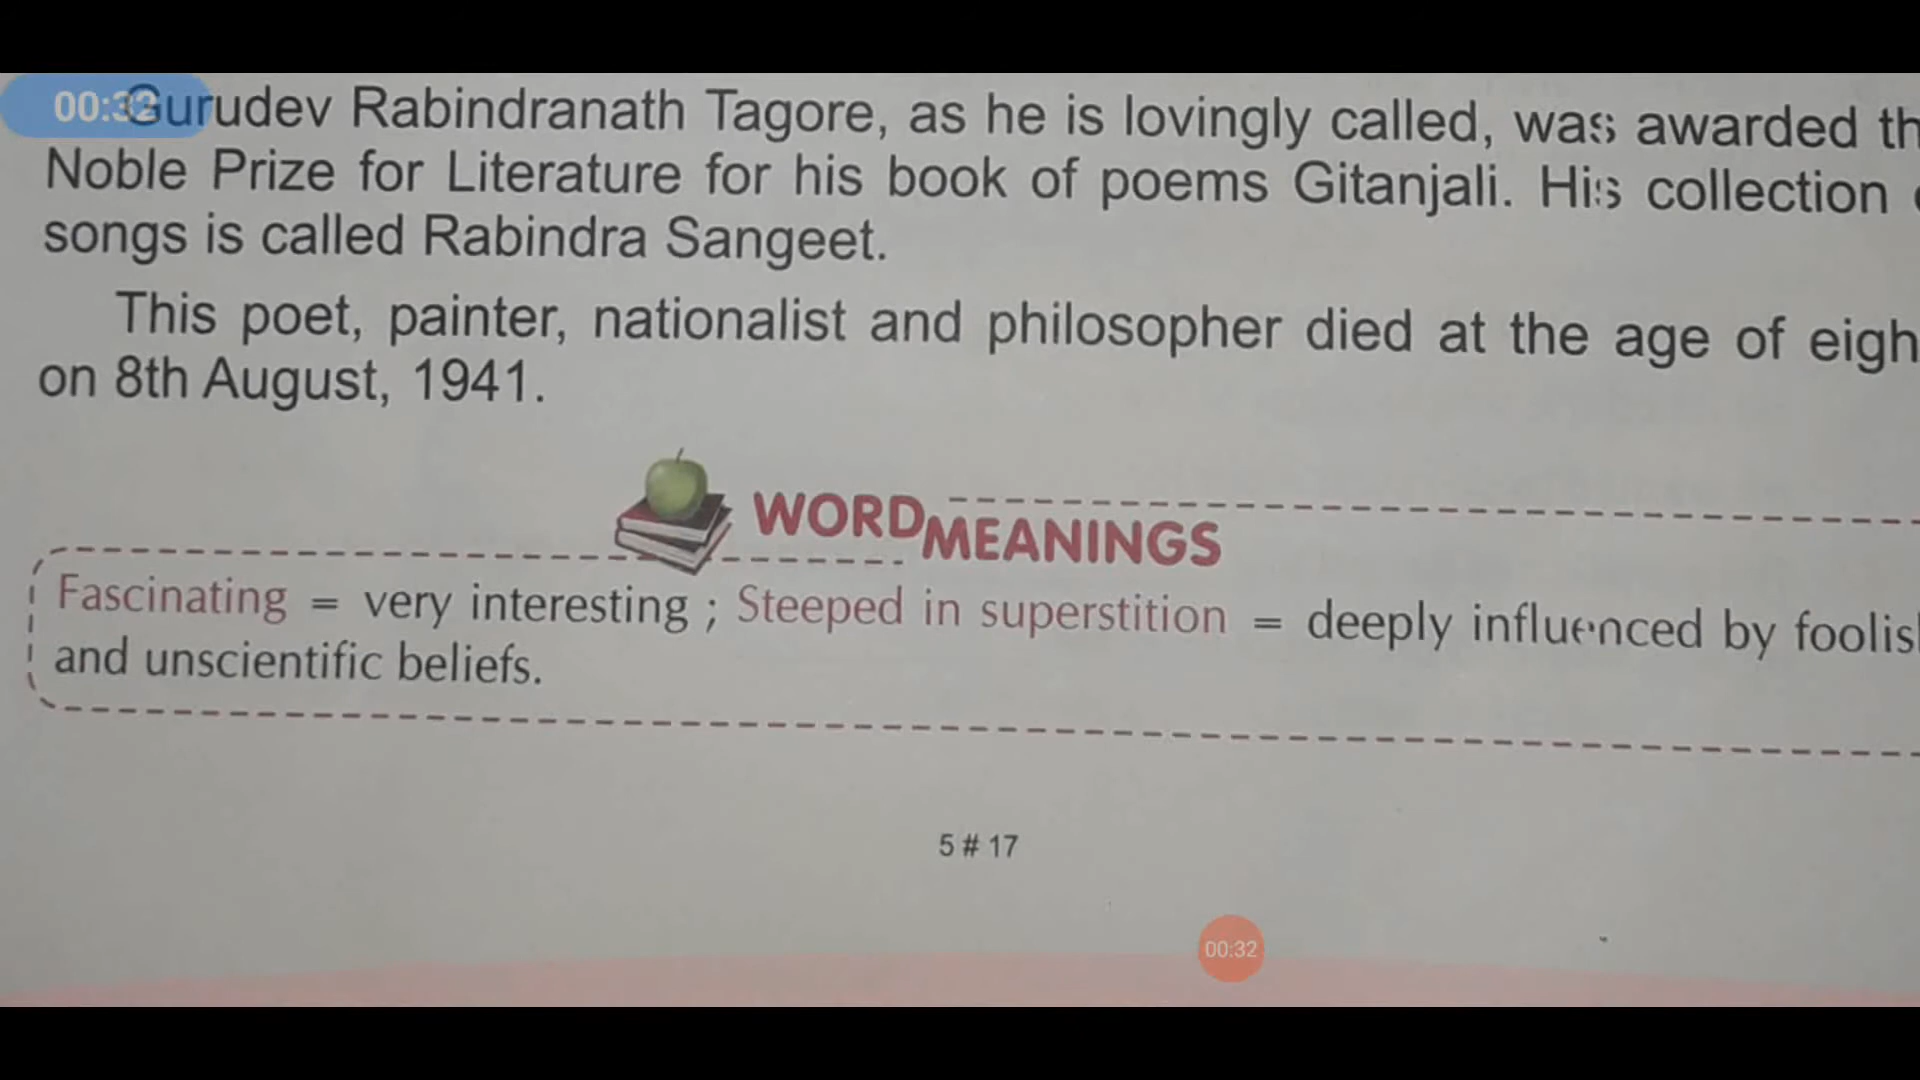 00:32
Gurudev Rabindranath Tagore, as he is lovingly called, was awarded
Noble Prize for Literature for his book of poems Gitanjali. His collection
songs is called Rabindra Sangeet.
This poet, painter, nationalist and philosopher died at the age of
on 8th August, 1941.
WORD MEANINGS
Fascinating = very interesting ; Steeped in superstition = deeply influenced by
and unscientific beliefs.
5 # 17
00:32